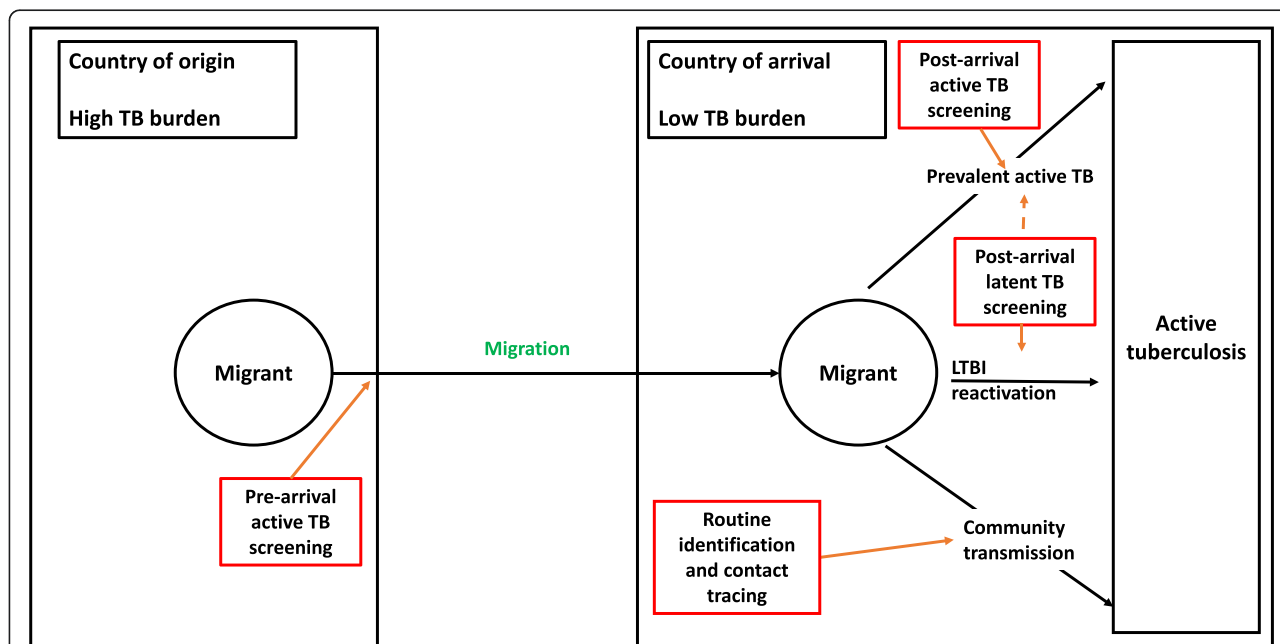 Country of origin
High TB burden
Migrant
Pre-arrival
active TB
screening
Migration
Country of arrival
Low TB burden
Post-arrival
active TB
screening
Prevalent active TB
Post-arrival
latent TB
screening
Migrant
LTBI
reactivation
Routine
identification
and contact
tracing
Community
transmission
Active
tuberculosis